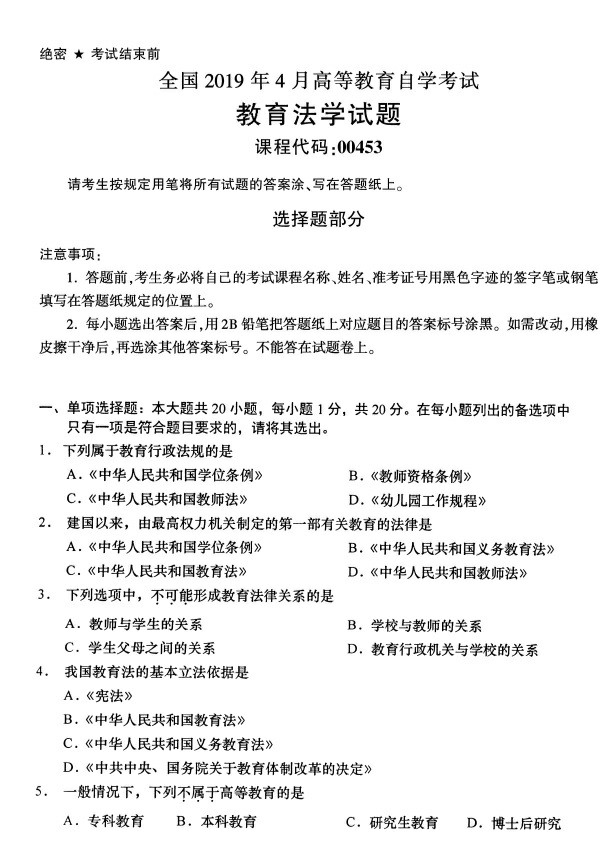 绝密 ★ 考试结束前
全国 2019 年 4 月高等教育自学考试
教育法学试题
课程代码:00453
请考生按规定用笔将所有试题的答案涂、写在答题纸上。
选择题部分
注意事项:
1. 答题前,考生务必将自己的考试课程名称、姓名、准考证号用黑色字迹的签字笔或钢笔
填写在答题纸规定的位置上。
2. 每小题选出答案后,用 2B 铅笔把答题纸上对应题目的答案标号涂黑。如需改动,用橡
皮擦干净后,再选涂其他答案标号。不能答在试题卷上。
一、单项选择题：本大题共 20 小题，每小题 1 分，共 20 分。在每小题列出的备选项中
只有一项是符合题目要求的，请将其选出。
1. 下列属于教育行政法规的是
A.《中华人民共和国学位条例》 B.《教师资格条例》
C.《中华人民共和国教师法》 D.《幼儿园工作规程》
2. 建国以来，由最高权力机关制定的第一部有关教育的法律是
A.《中华人民共和国学位条例》 B.《中华人民共和国义务教育法》
C.《中华人民共和国教育法》 D.《中华人民共和国教师法》
3. 下列选项中，不可能形成教育法律关系的是
A. 教师与学生的关系 B. 学校与教师的关系
C. 学生父母之间的关系 D. 教育行政机关与学校的关系
4. 我国教育法的基本立法依据是
A.《宪法》
B.《中华人民共和国教育法》
C.《中华人民共和国义务教育法》
D.《中共中央、国务院关于教育体制改革的决定》
5. 一般情况下，下列不属于高等教育的是
A. 专科教育 B. 本科教育 C. 研究生教育 D. 博士后研究